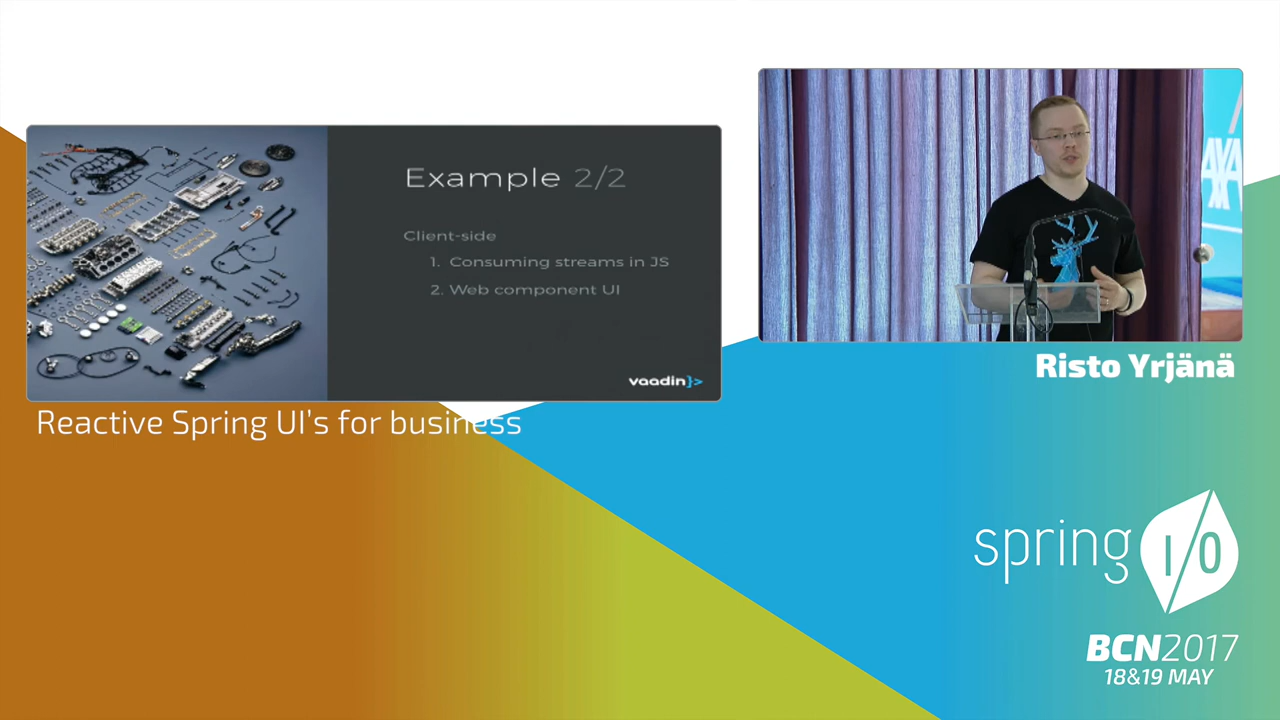 Example 2/2
Client-side
1. Consuming streams in JS
2. Web component UI
vaadin}>
AXA
Risto Yrjänä
Reactive Spring UI's for business
spring I/O
BCN2017
18&19 MAY